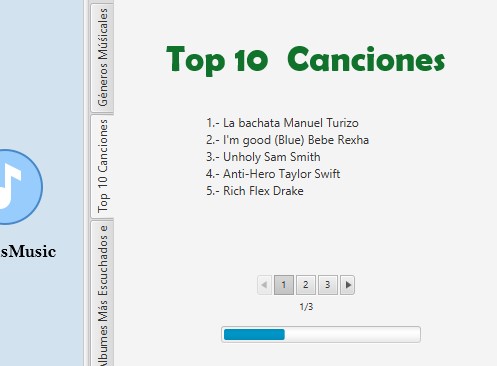 Géneros Músicales
Top 10 Canciones
Álbumes Más Escuchados e
sMusic
Top 10 Canciones
1.- La bachata Manuel Turizo
2.- I'm good (Blue) Bebe Rexha
3.- Unholy Sam Smith
4.- Anti-Hero Taylor Swift
5.- Rich Flex Drake
1 2 3
1/3